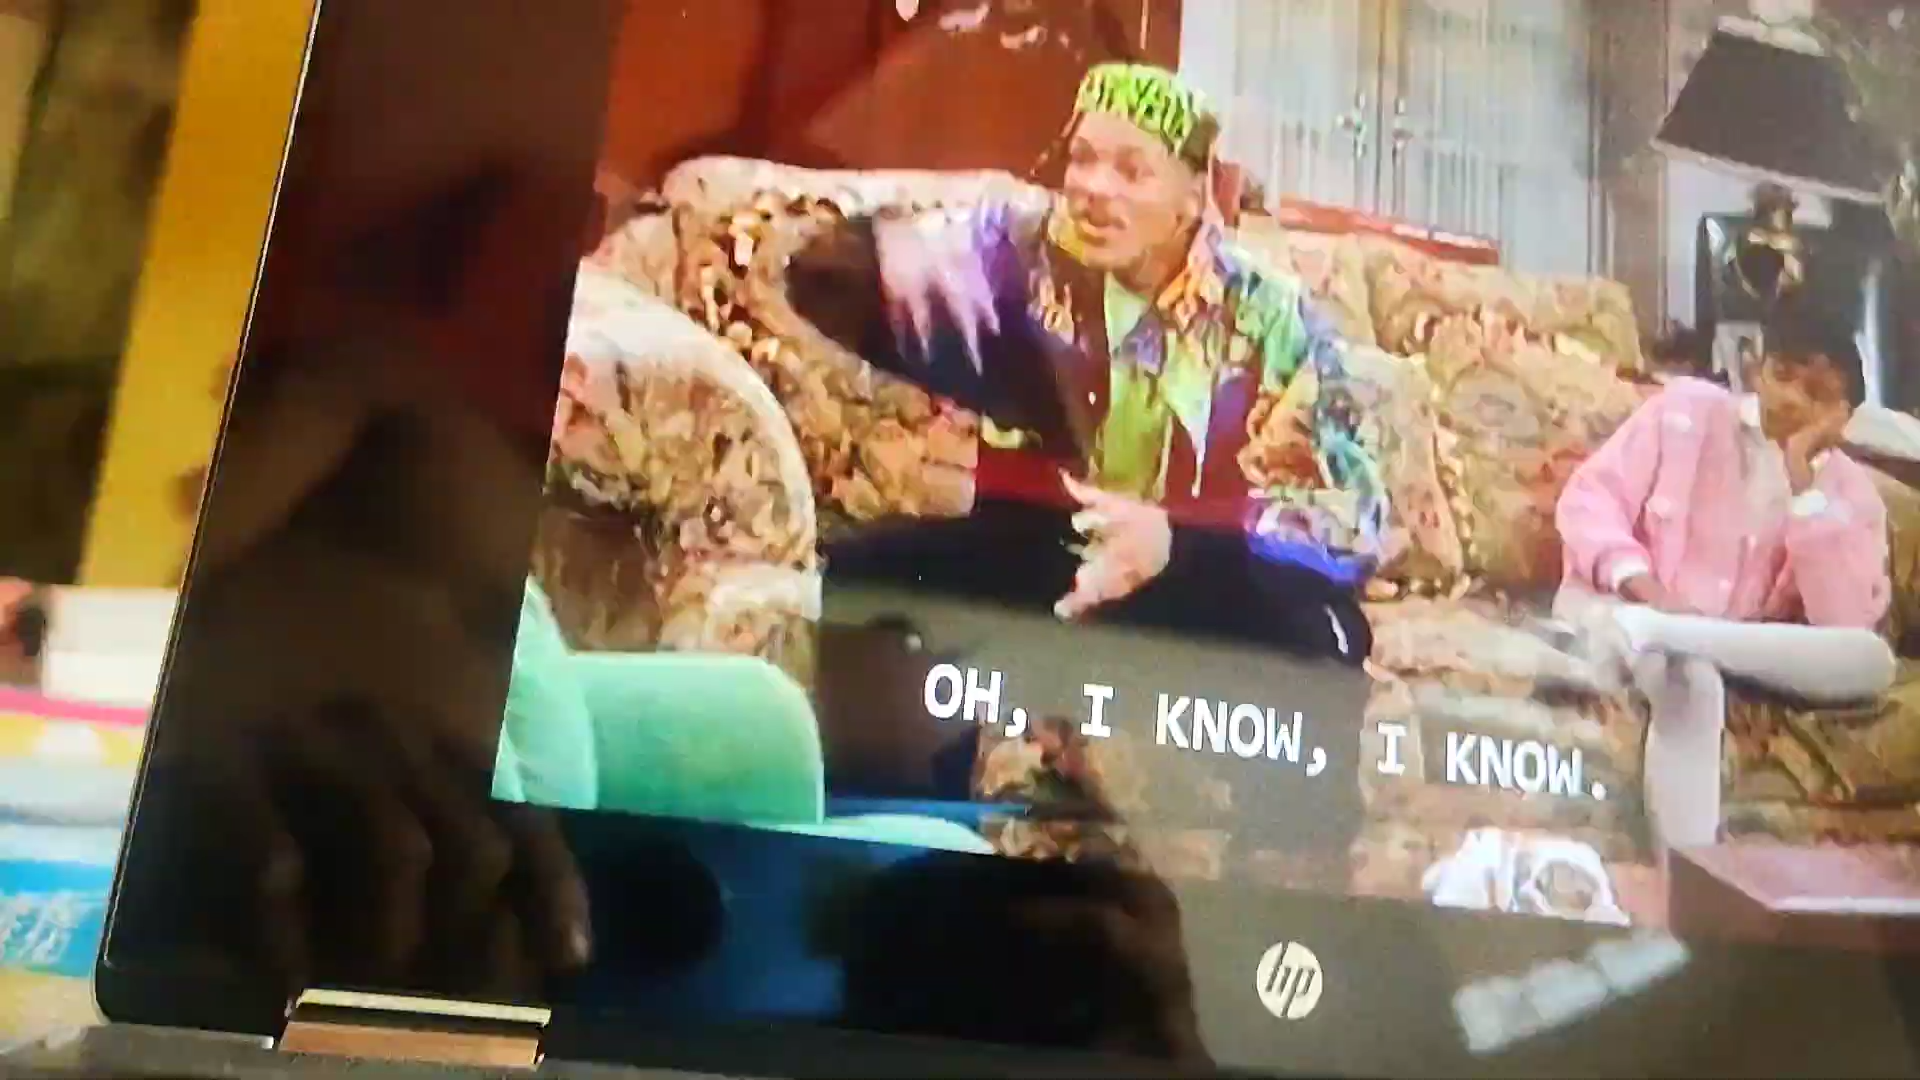 OH, I KNOW, I KNOW.
hp